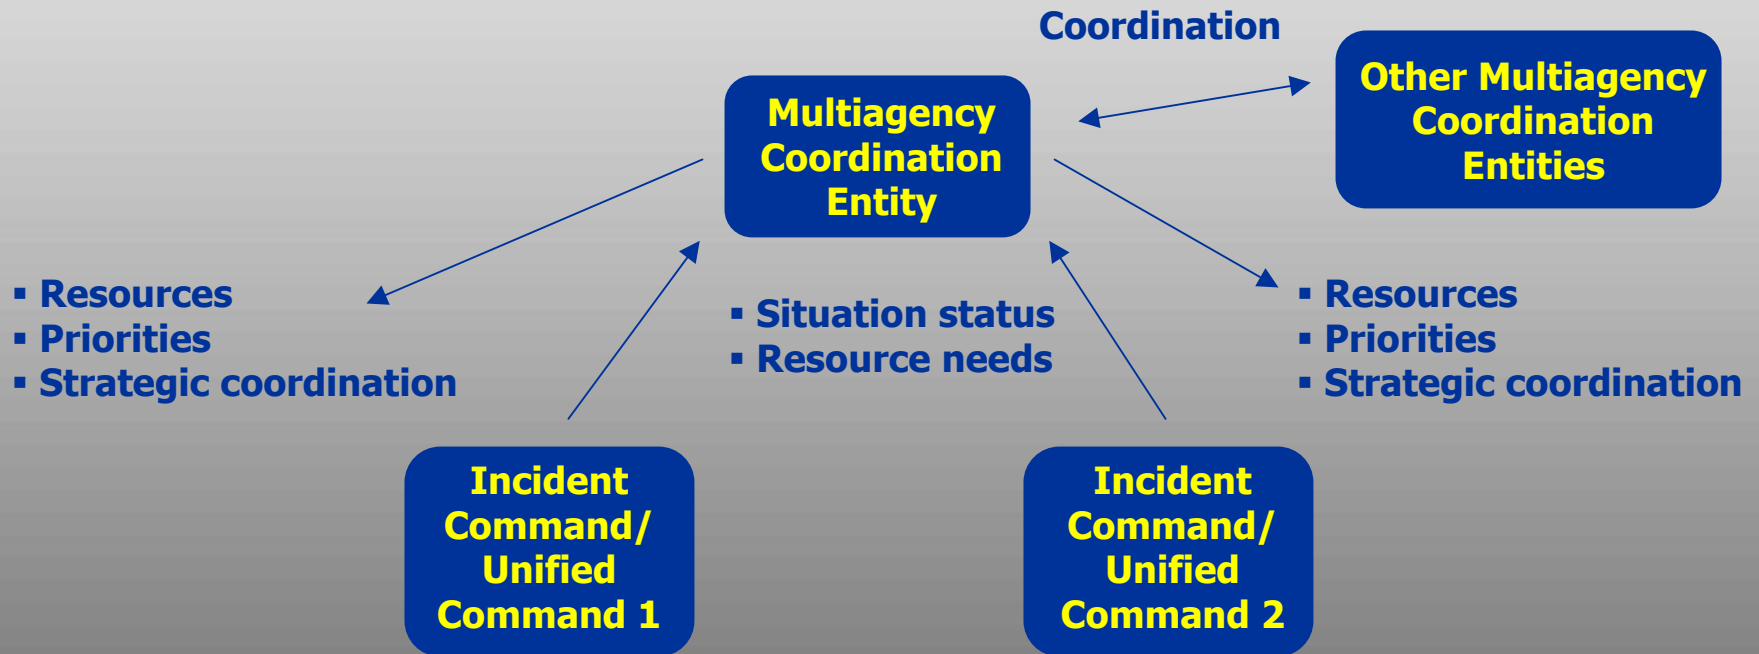 Coordination
Other Multiagency
Coordination
Entities
Multiagency
Coordination
Entity
▪ Resources
▪ Priorities
▪ Strategic coordination
▪ Situation status
▪ Resource needs
▪ Resources
▪ Priorities
▪ Strategic coordination
Incident
Command/
Unified
Command 1
Incident
Command/
Unified
Command 2